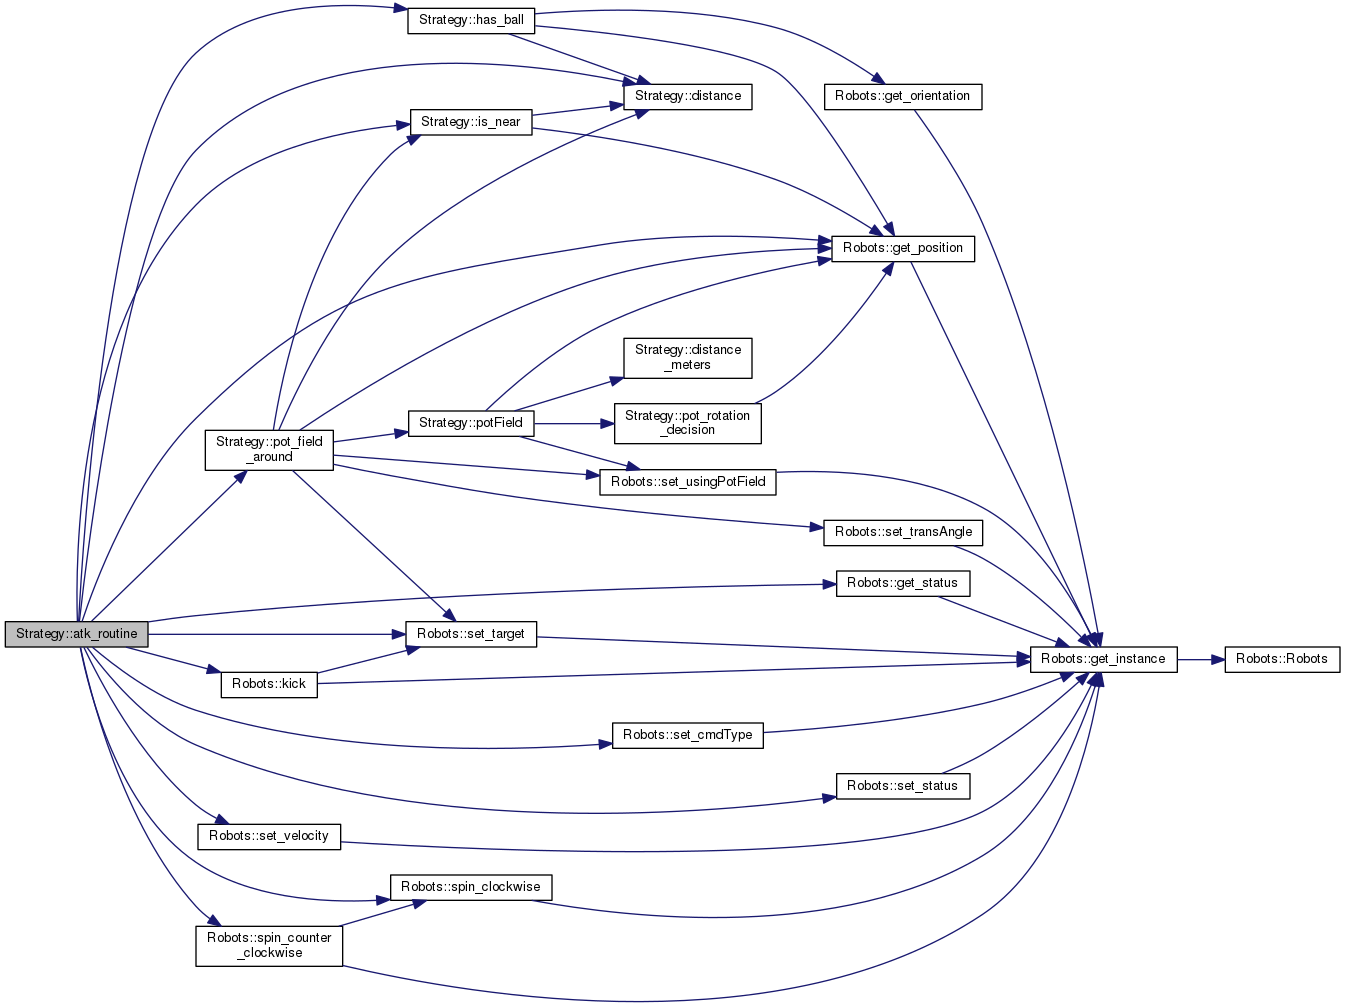 Strategy::has_ball
Strategy::distance
Robots::get_orientation
Strategy::is_near
Robots::get_position
Strategy::distance
_meters
Strategy::potField
Strategy::pot_rotation
_decision
Strategy::pot_field
_around
Robots::set_usingPotField
Robots::set_transAngle
Robots::get_status
Strategy::atk_routine
Robots::set_target
Robots::get_instance
Robots::Robots
Robots::kick
Robots::set_cmdType
Robots::set_status
Robots::set_velocity
Robots::spin_clockwise
Robots::spin_counter
_clockwise